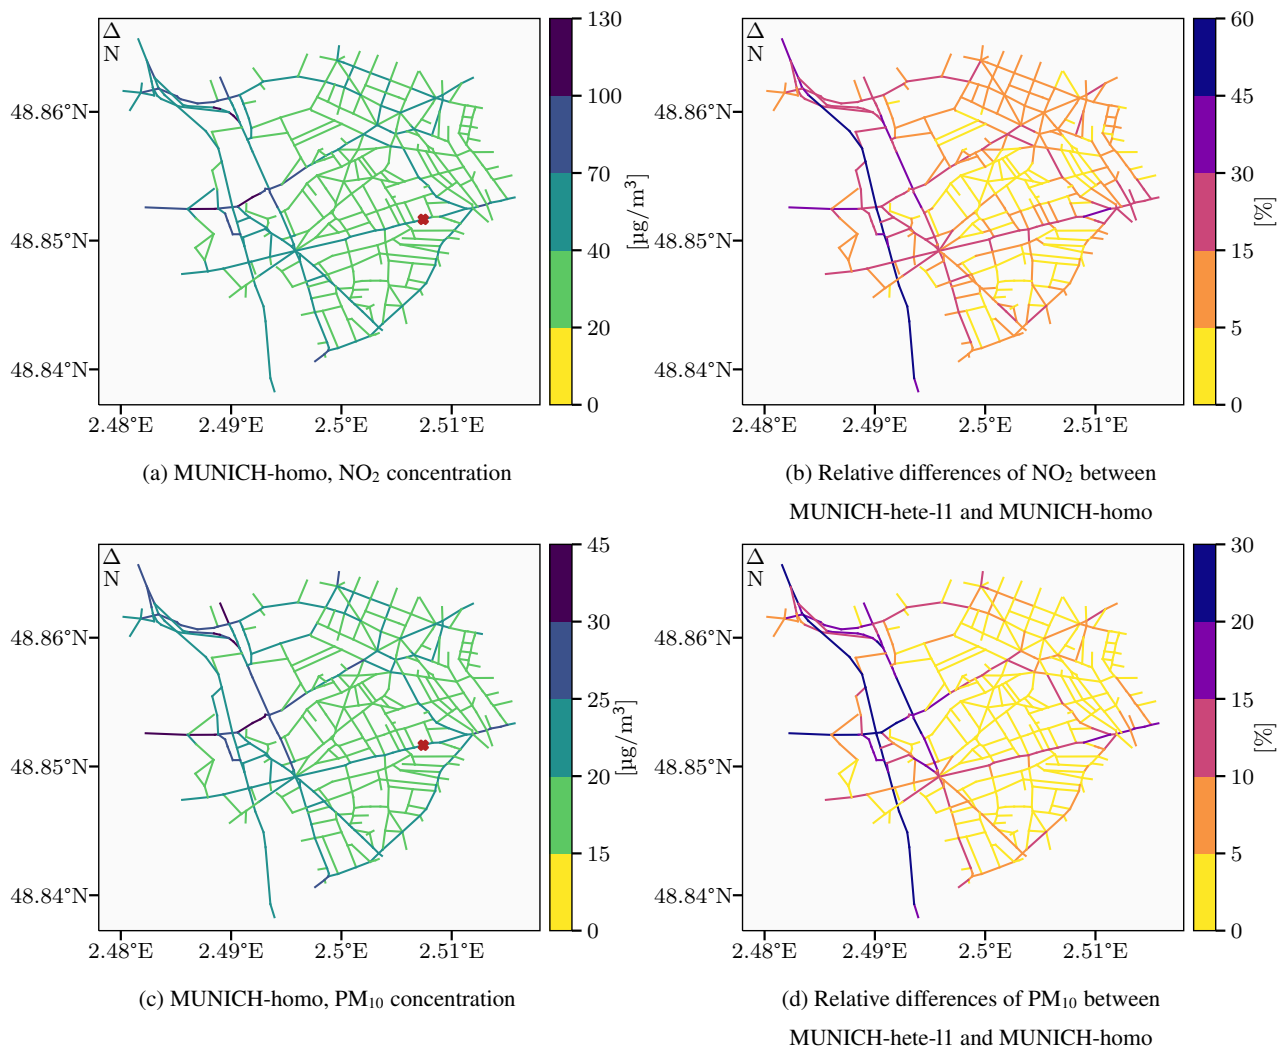 Δ
N
130
100
70
40
20
0
[µg/m³]
48.86°N
48.85°N
48.84°N
2.48°E 2.49°E 2.5°E 2.51°E
(a) MUNICH-homo, NO₂ concentration
Δ
N
60
45
30
15
5
0
[%]
48.86°N
48.85°N
48.84°N
2.48°E 2.49°E 2.5°E 2.51°E
(b) Relative differences of NO₂ between
MUNICH-hete-l1 and MUNICH-homo
Δ
N
45
30
25
20
15
0
[µg/m³]
48.86°N
48.85°N
48.84°N
2.48°E 2.49°E 2.5°E 2.51°E
(c) MUNICH-homo, PM₁₀ concentration
Δ
N
30
20
15
10
5
0
[%]
48.86°N
48.85°N
48.84°N
2.48°E 2.49°E 2.5°E 2.51°E
(d) Relative differences of PM₁₀ between
MUNICH-hete-l1 and MUNICH-homo